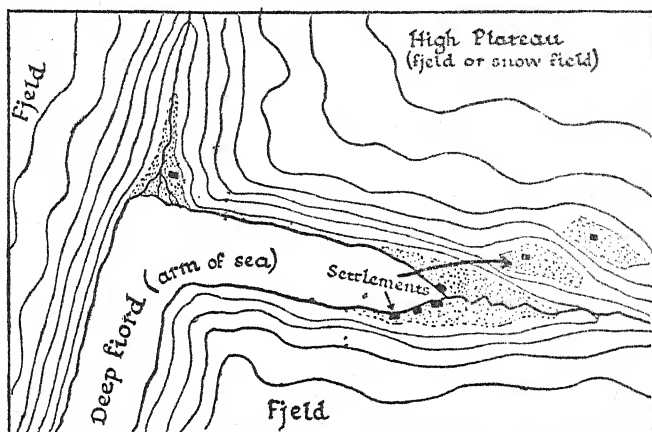 High Plateau
(fjeld or snow field)
Fjeld
Deep fiord (arm of sea)
Settlements
Fjeld